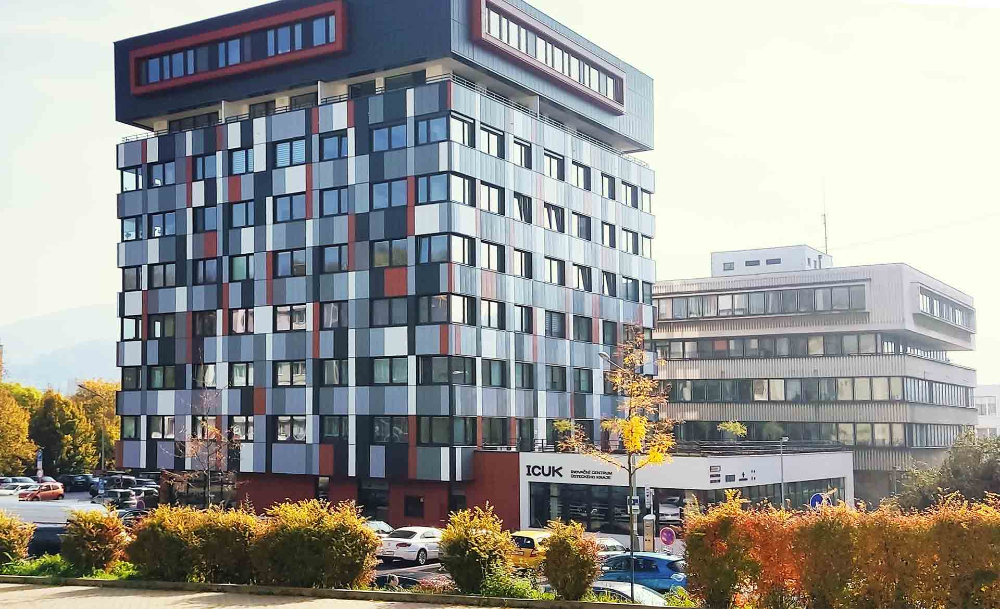 ICUK
INOVAČNÍ CENTRUM
ÚSTECKÉHO KRAJE
P